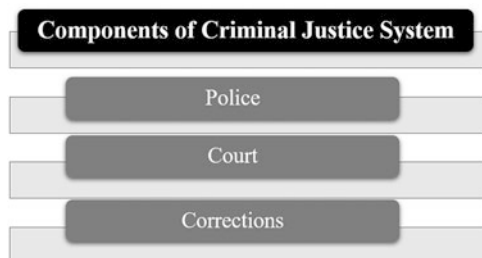 Components of Criminal Justice System
Police
Court
Corrections